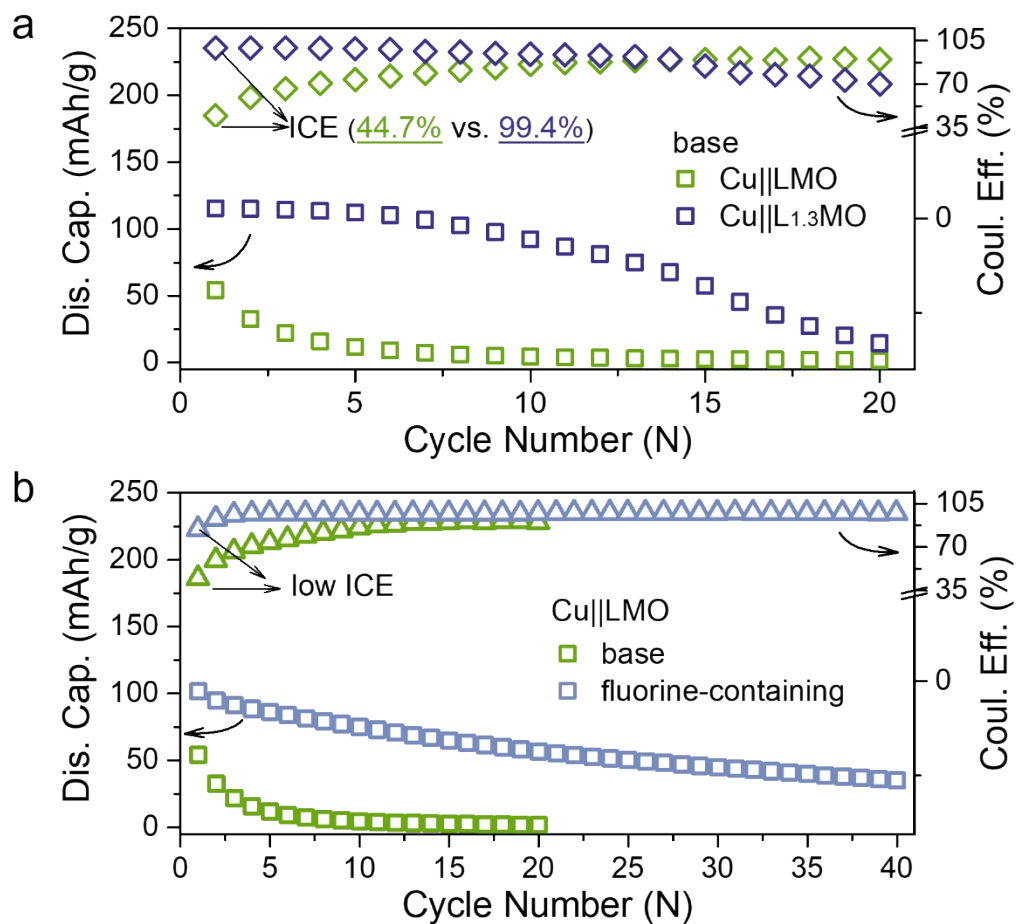 a
250
200
150
100
50
0
Dis. Cap. (mAh/g)
105
70
35
0
Coul. Eff. (%)
ICE (44.7% vs. 99.4%)
base
Cu||LMO
Cu||L1.3MO
0 5 10 15 20
Cycle Number (N)
b
250
200
150
100
50
0
Dis. Cap. (mAh/g)
105
70
35
0
Coul. Eff. (%)
low ICE
Cu||LMO
base
fluorine-containing
0 5 10 15 20 25 30 35 40
Cycle Number (N)